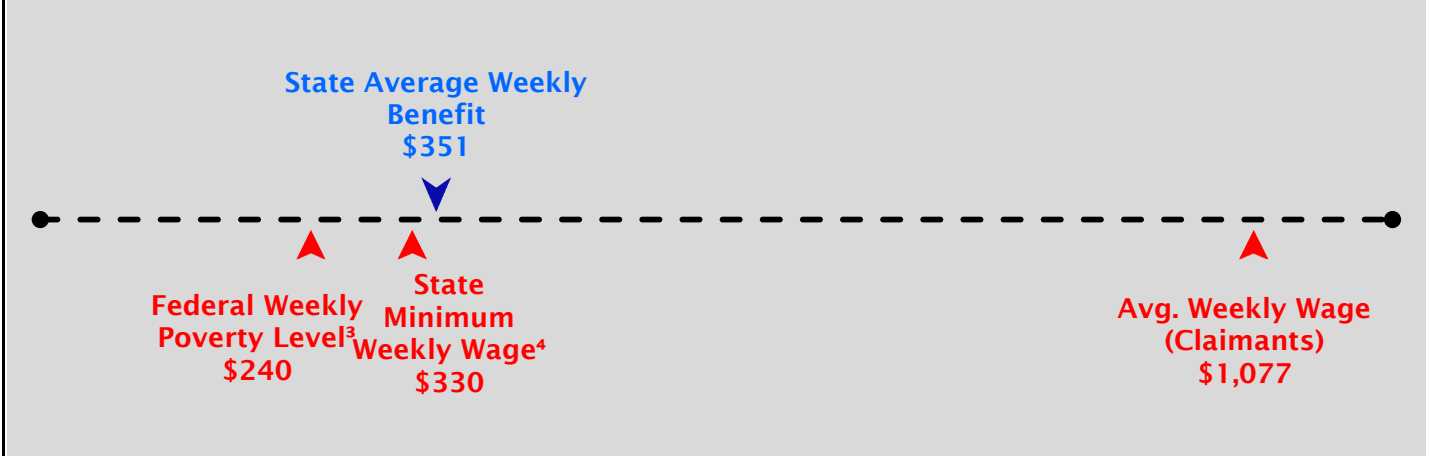 State Average Weekly
Benefit
$351
Federal Weekly
Poverty Level³
$240
State
Minimum
Weekly Wage⁴
$330
Avg. Weekly Wage
(Claimants)
$1,077